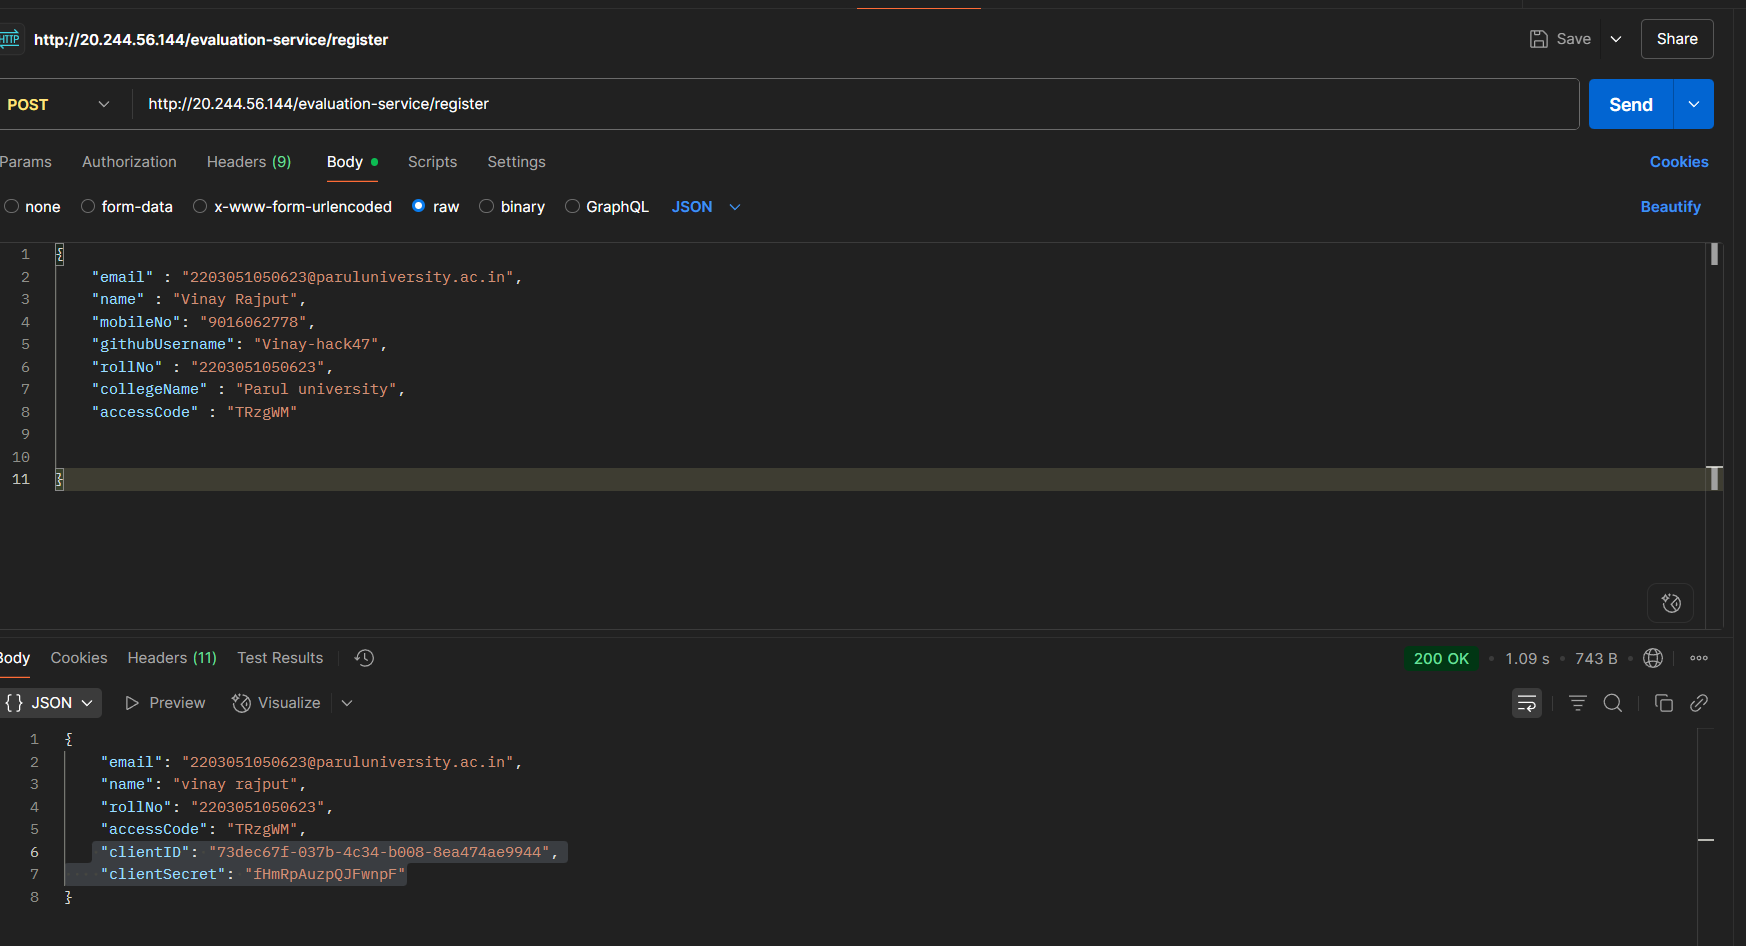 HTTP http://20.244.56.144/evaluation-service/register Save Share
POST http://20.244.56.144/evaluation-service/register Send
Params Authorization Headers (9) Body Scripts Settings Cookies
none form-data x-www-form-urlencoded raw binary GraphQL JSON Beautify
1 {
2 "email" : "2203051050623@paruluniversity.ac.in",
3 "name" : "Vinay Rajput",
4 "mobileNo": "9016062778",
5 "githubUsername": "Vinay-hack47",
6 "rollNo" : "2203051050623",
7 "collegeName" : "Parul university",
8 "accessCode" : "TRzgWM"
9
10
11 }
Body Cookies Headers (11) Test Results 200 OK • 1.09 s • 743 B •
{} JSON Preview Visualize
1 {
2 "email": "2203051050623@paruluniversity.ac.in",
3 "name": "vinay rajput",
4 "rollNo": "2203051050623",
5 "accessCode": "TRzgWM",
6 "clientID": "73dec67f-037b-4c34-b008-8ea474ae9944",
7 "clientSecret": "fHmRpAuzpQJFwnpF"
8 }